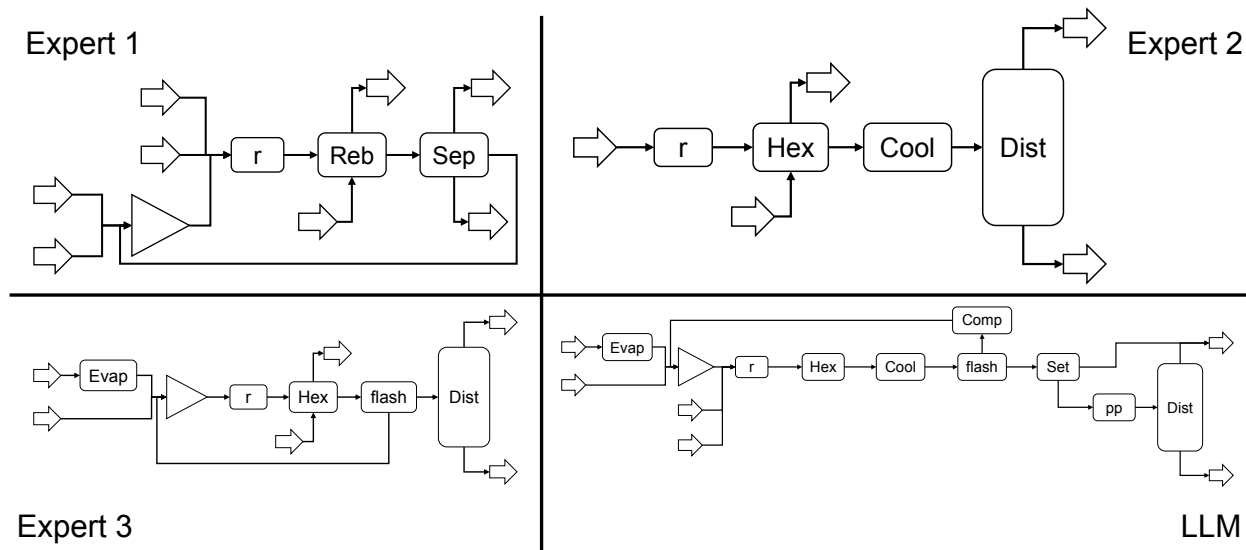 Expert 1
r
Reb
Sep
Expert 2
r
Hex
Cool
Dist
Evap
r
Hex
flash
Dist
Expert 3
Comp
Evap
r
Hex
Cool
flash
Set
pp
Dist
LLM